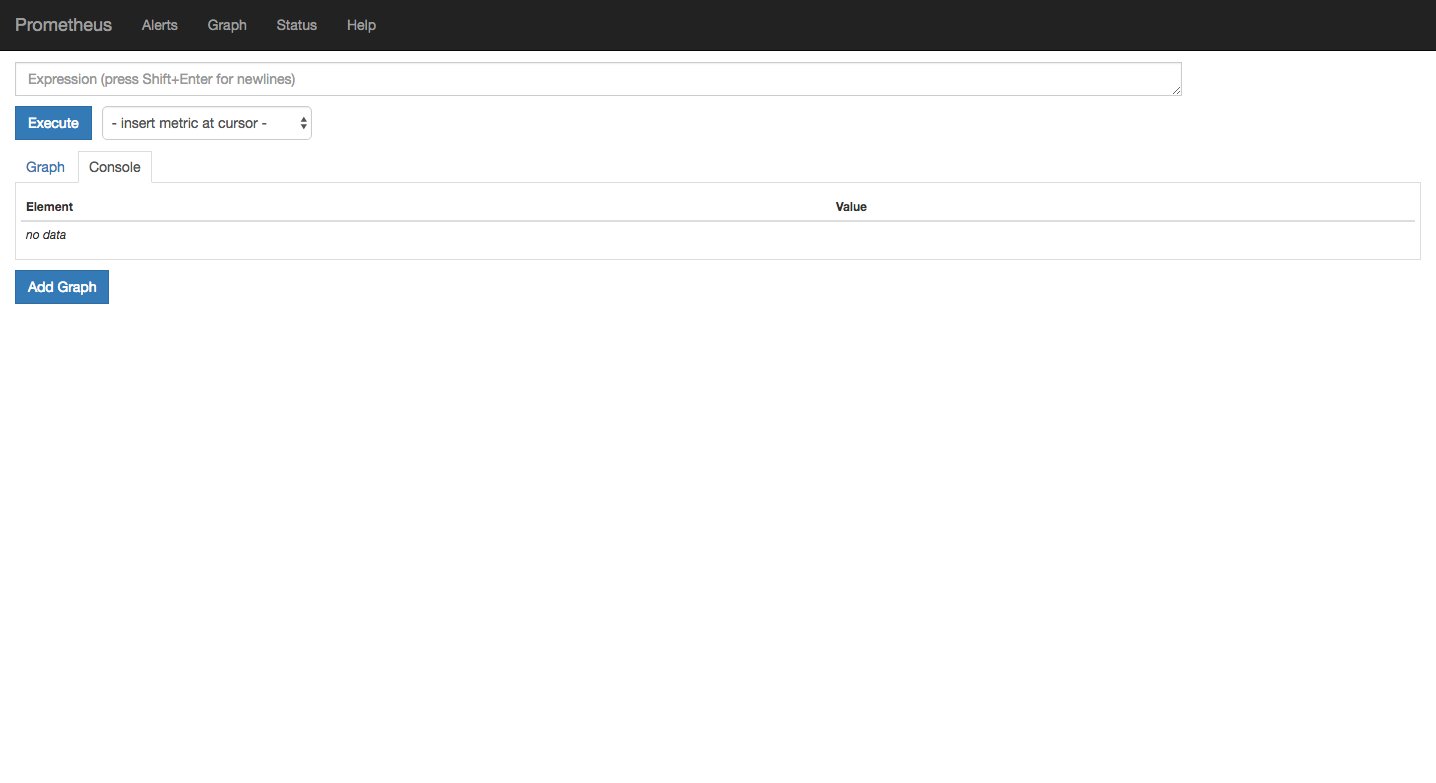 Prometheus Alerts Graph Status Help
Expression (press Shift+Enter for newlines)
Execute - insert metric at cursor -
Graph Console
Element Value
no data
Add Graph